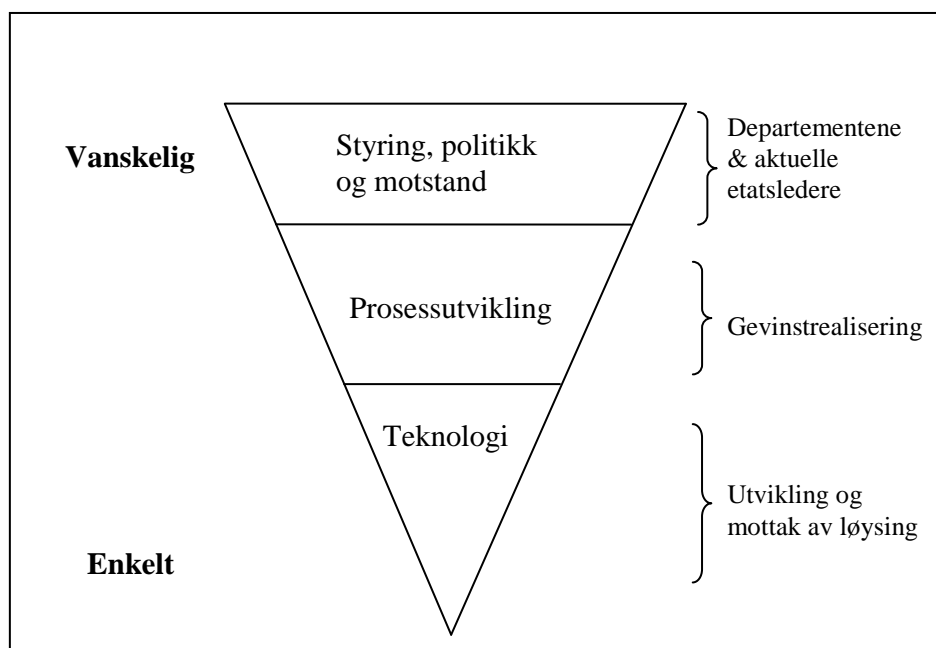 Vanskelig
Styring, politikk
og motstand
Departementene
& aktuelle
etatsledere
Prosessutvikling
Gevinstrealisering
Teknologi
Utvikling og
mottak av løysing
Enkelt